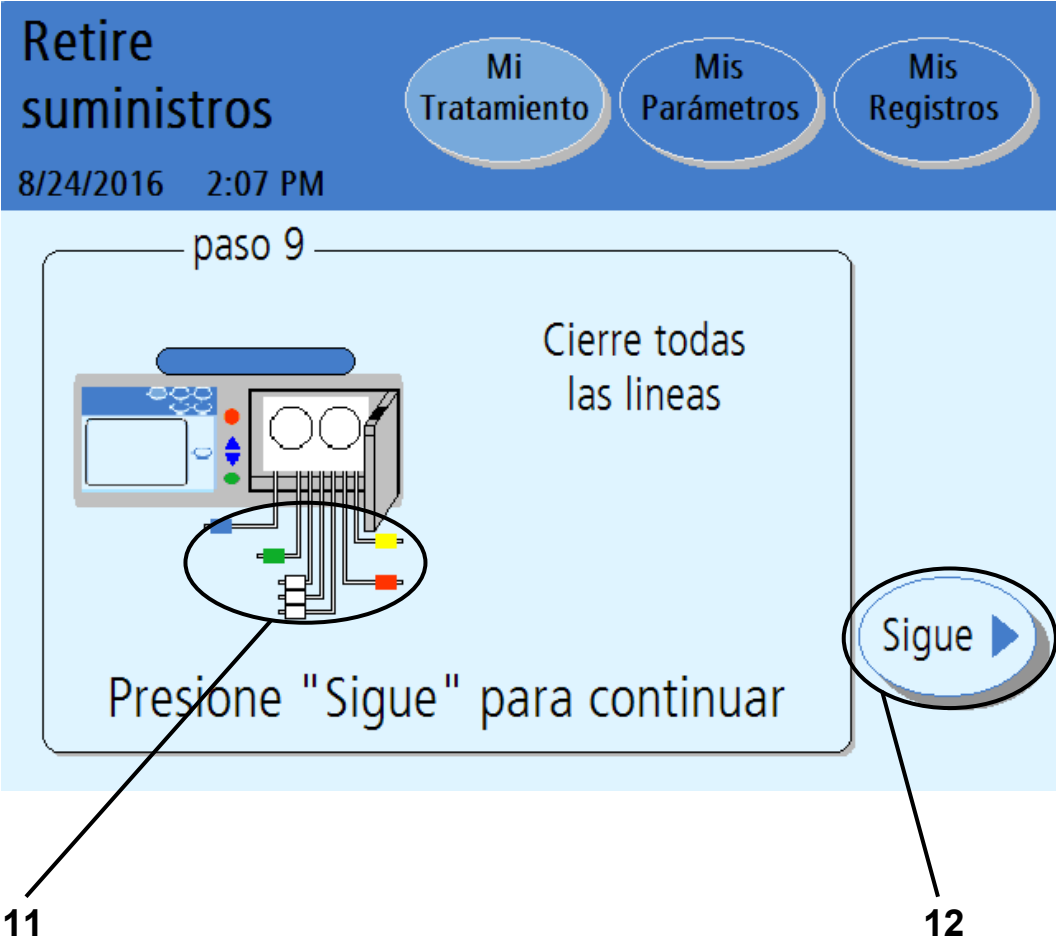 Retire
suministros
8/24/2016 2:07 PM
Mi
Tratamiento
Mis
Parámetros
Mis
Registros
paso 9
Cierre todas
las lineas
Sigue
Presione "Sigue" para continuar
11
12